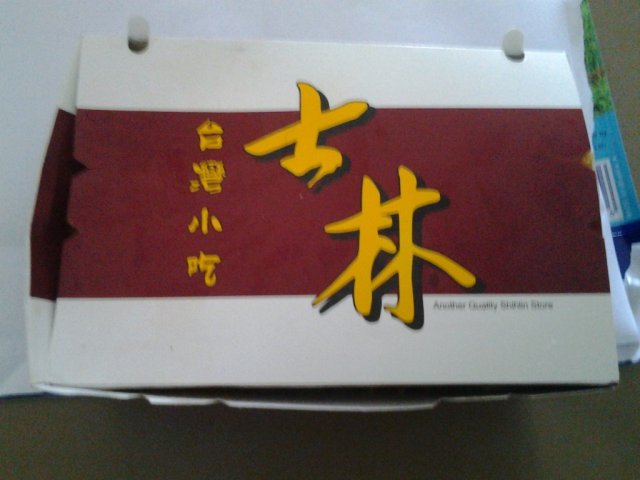 士林
台灣小吃
Another Quality Shihlin Store